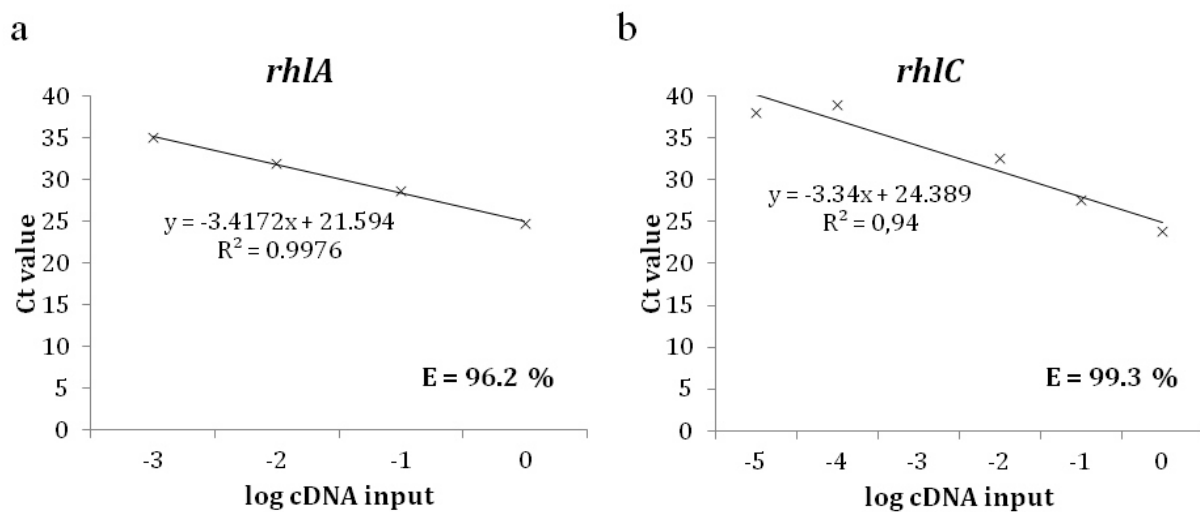 a
rhlA
40
35
30
25
20
15
10
5
0
Ct value
y = -3.4172x + 21.594
R² = 0.9976
E = 96.2 %
-3 -2 -1 0
log cDNA input
b
rhlC
40
35
30
25
20
15
10
5
0
Ct value
y = -3.34x + 24.389
R² = 0,94
E = 99.3 %
-5 -4 -3 -2 -1 0
log cDNA input